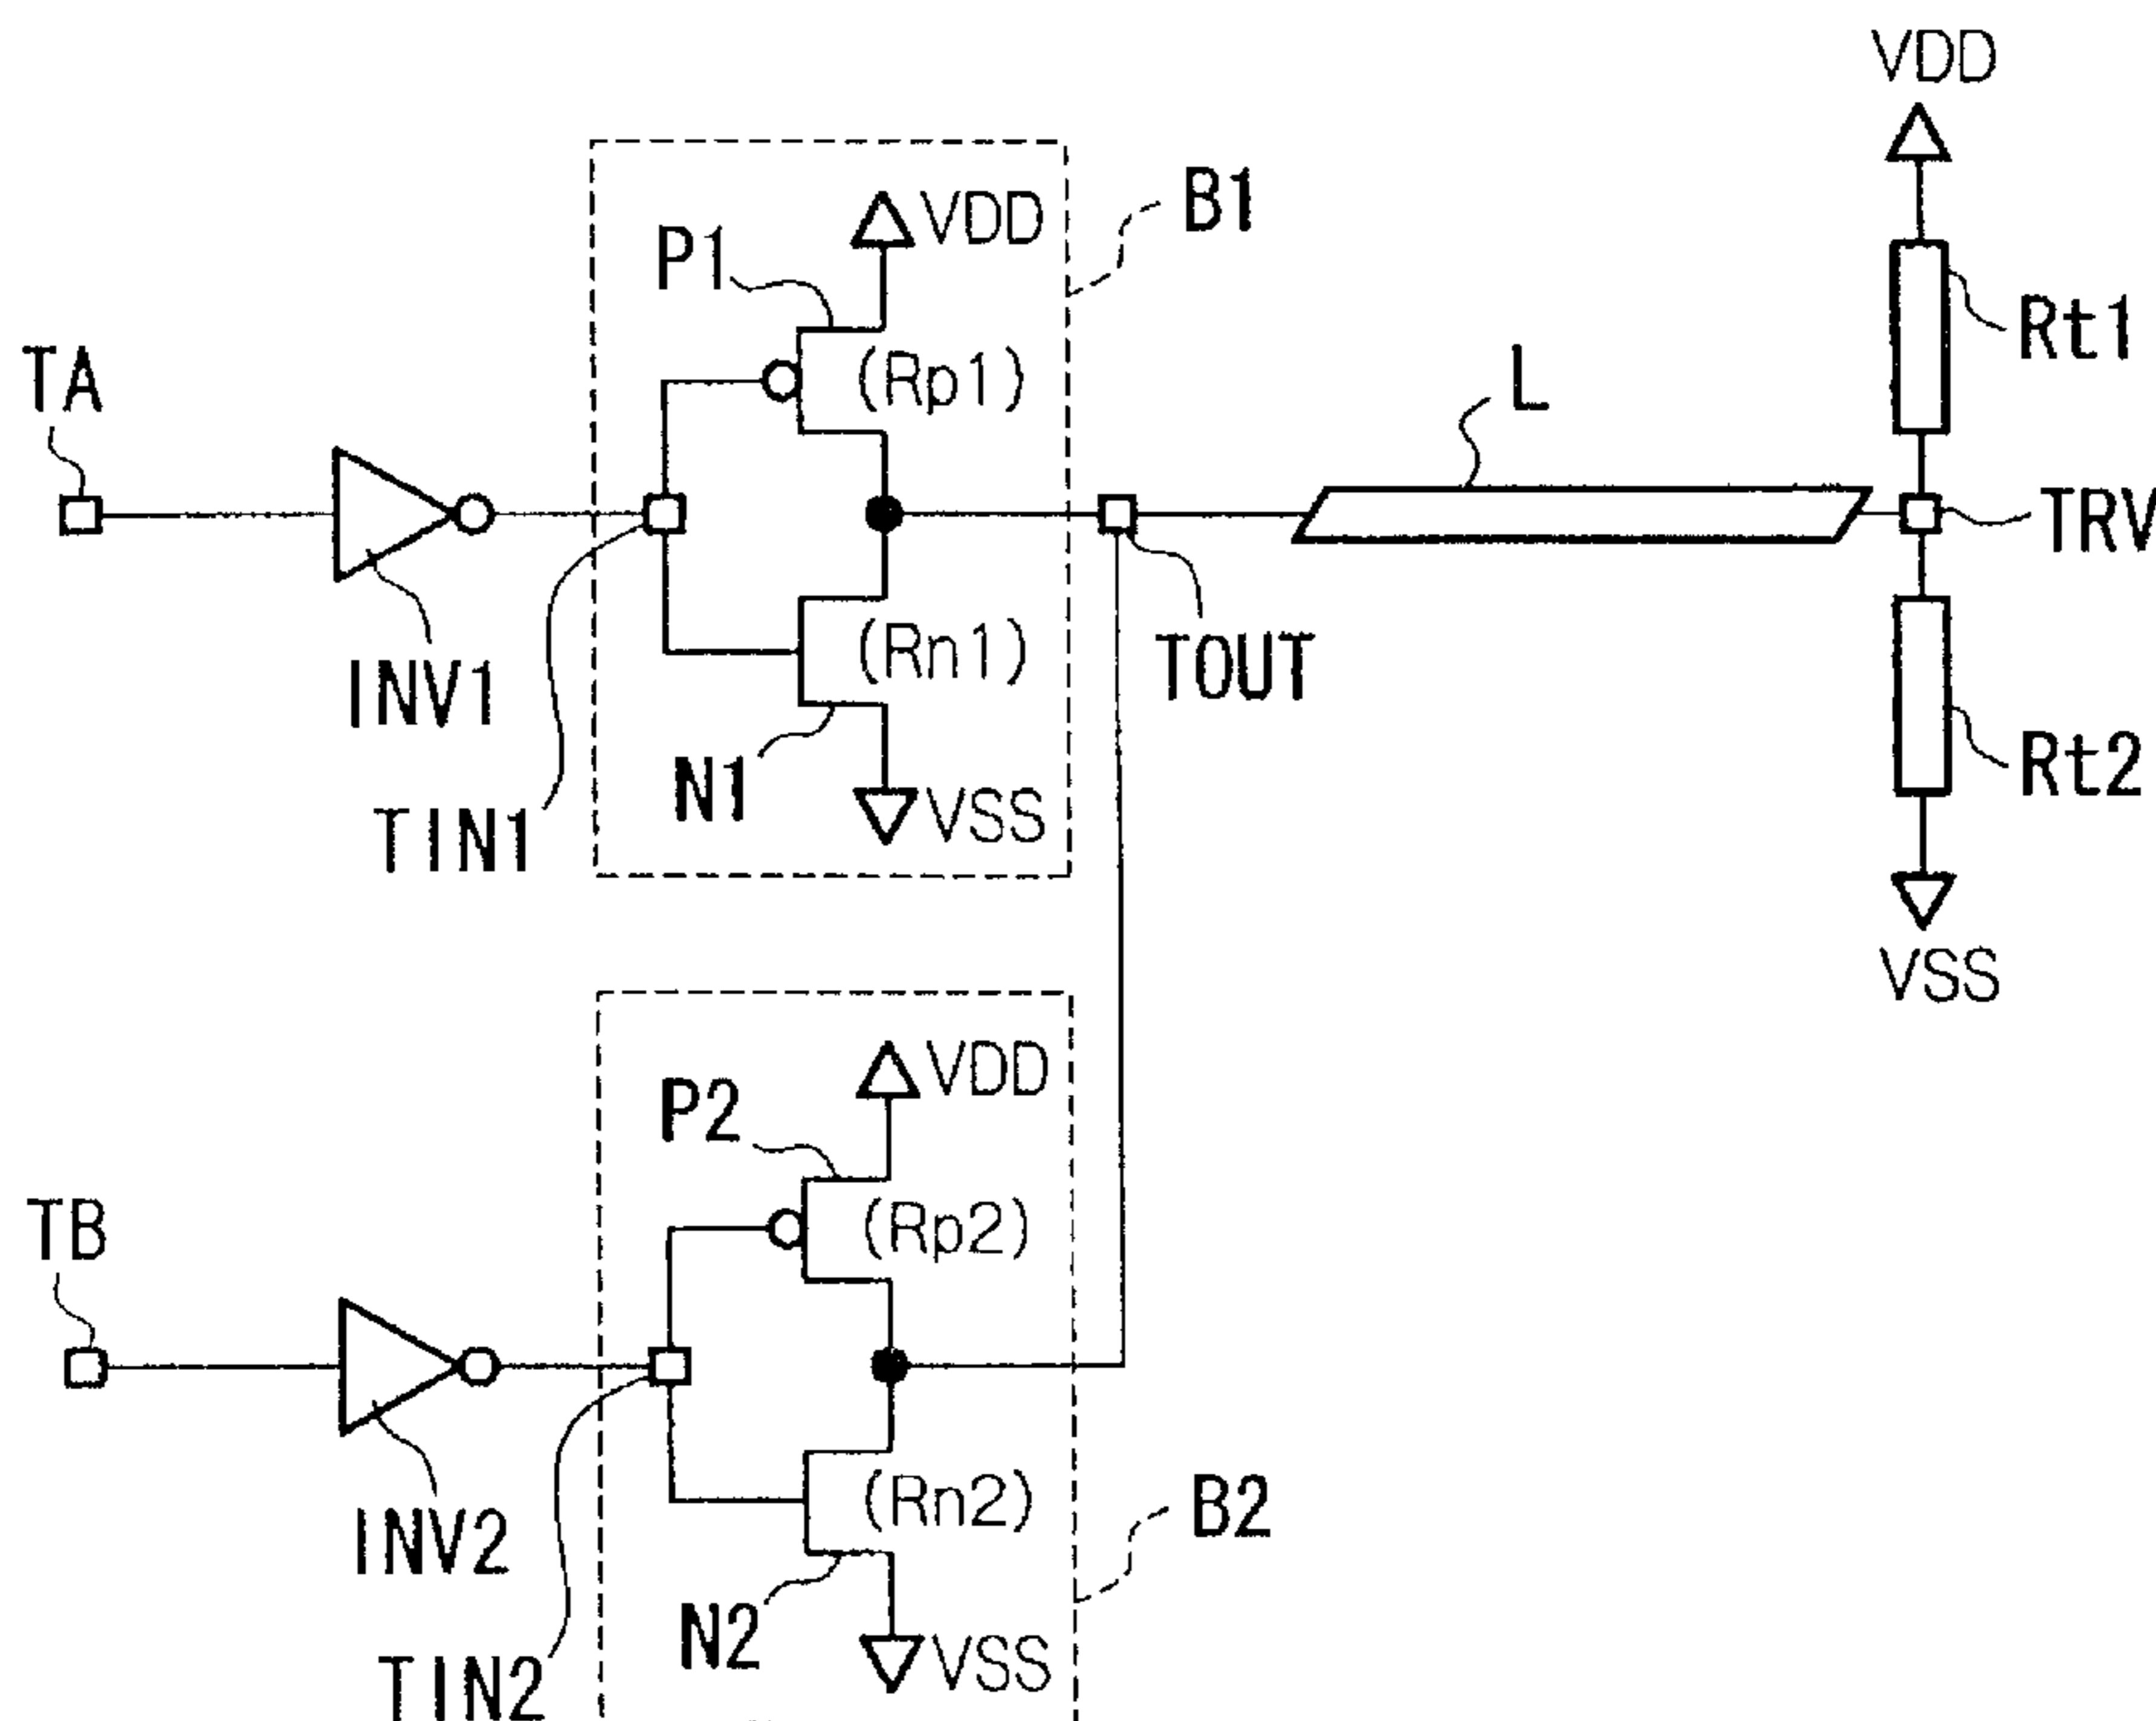 VDD
B1
VDD
P1
Rt1
TA
(Rp1)
L
TRV
(Rn1)
TOUT
INV1
N1
Rt2
VSS
TIN1
VSS
VDD
P2
TB
(Rp2)
(Rn2)
B2
INV2
N2
VSS
TIN2